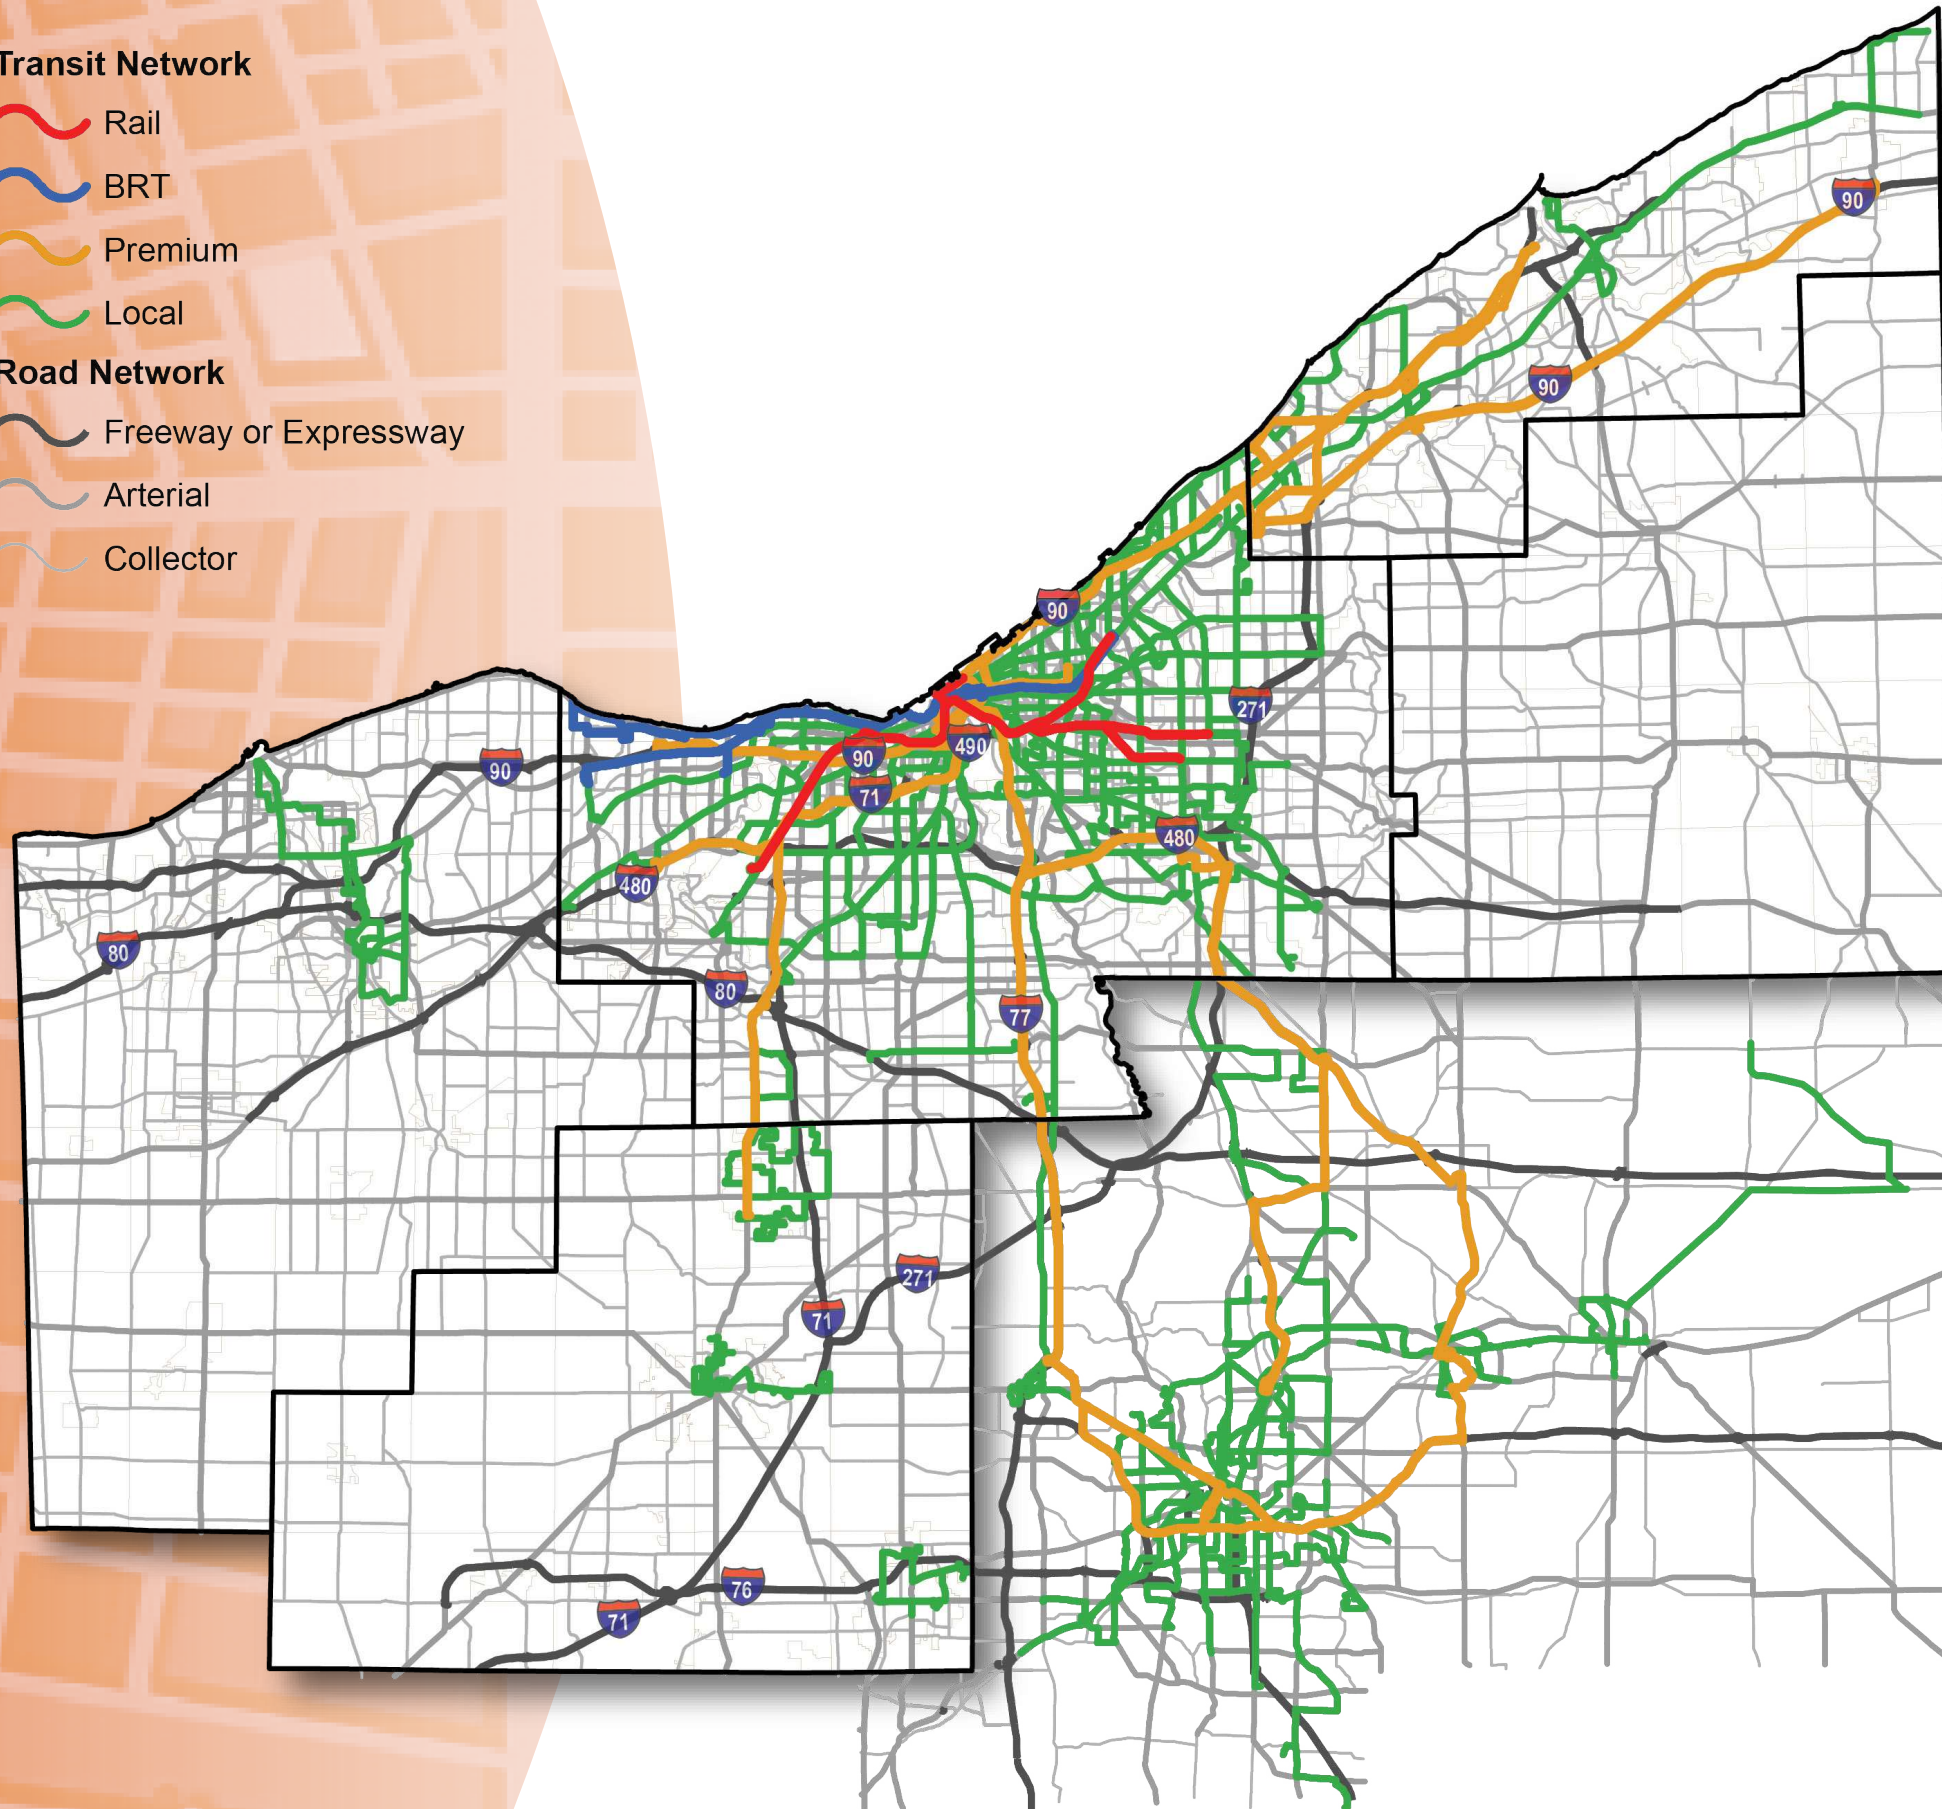 Transit Network
Rail
BRT
Premium
Local
Road Network
Freeway or Expressway
Arterial
Collector
90
90
90
271
490
90
90
71
480
480
80
80
77
271
71
76
71